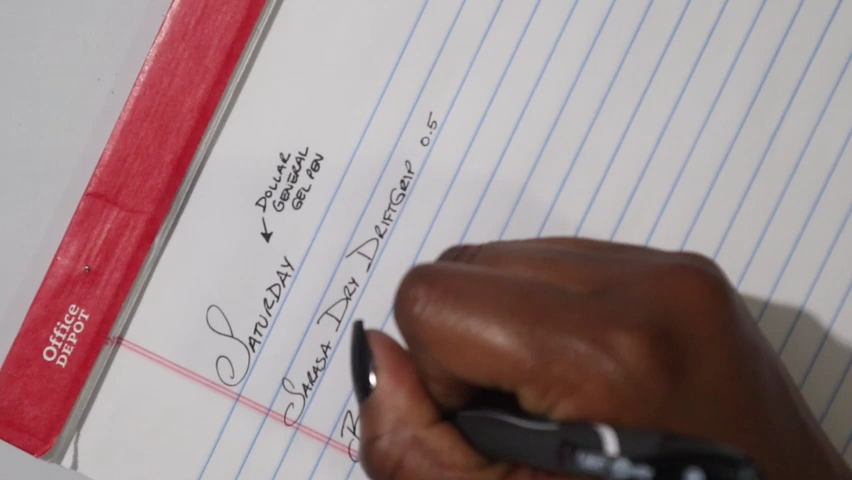 Office
DEPOT
DOLLAR
GENERAL
GEL PEN
SATURDAY
SARASA DRY DRIFTGRIP 0.5